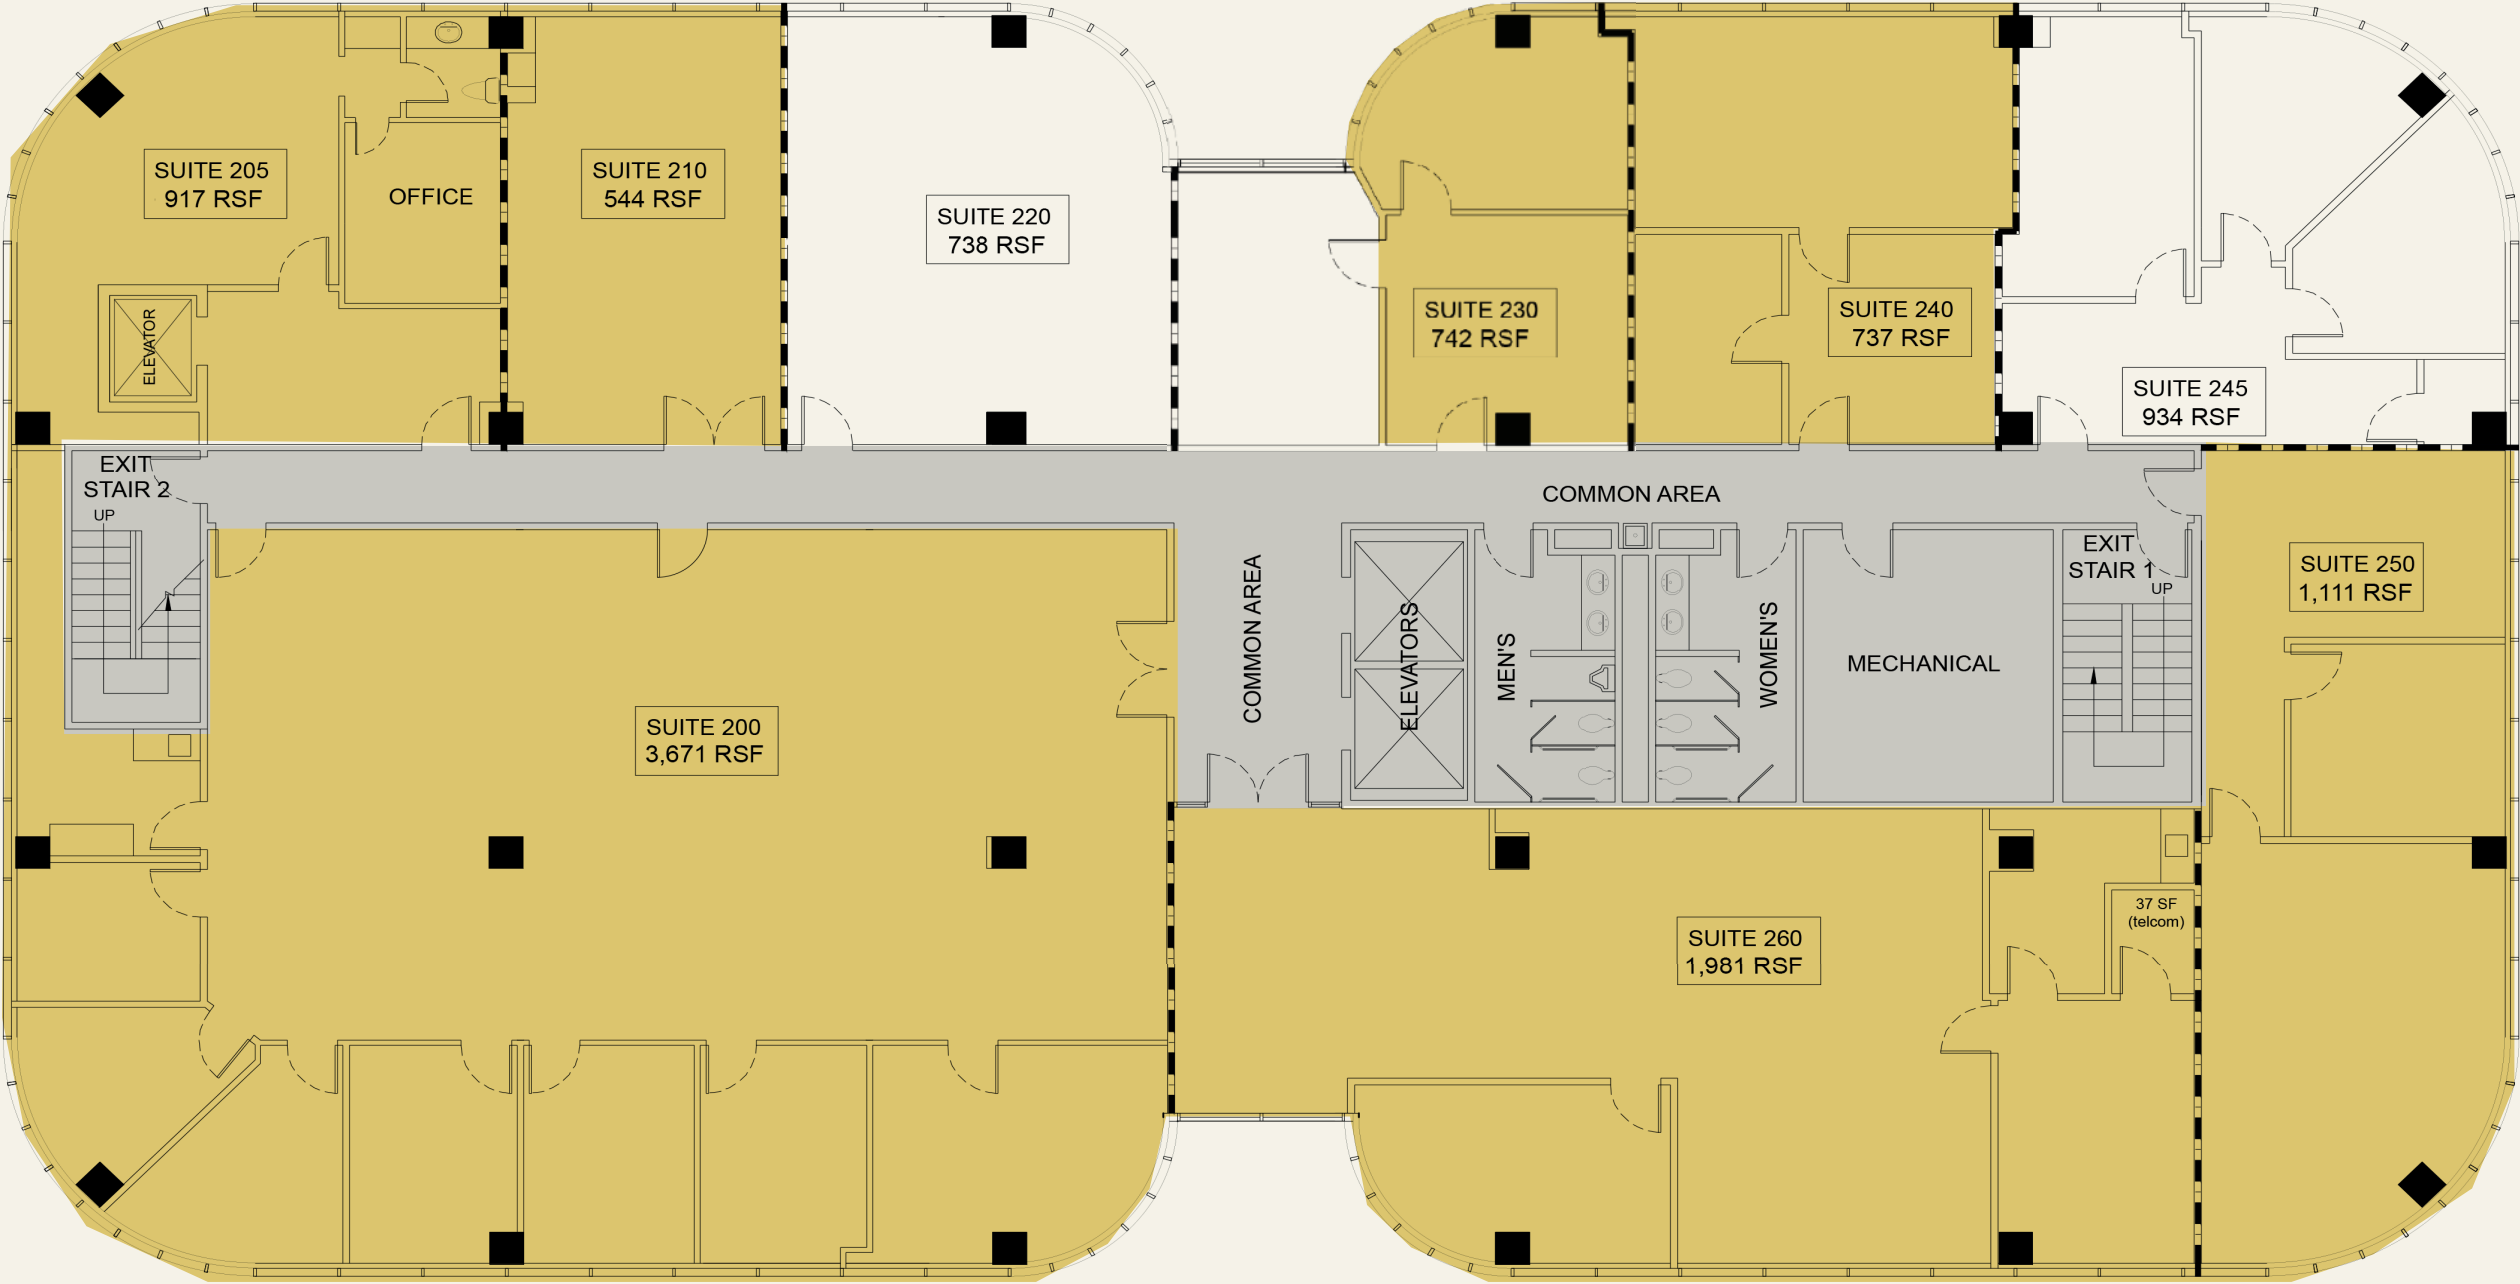 SUITE 205
917 RSF
OFFICE
SUITE 210
544 RSF
SUITE 220
738 RSF
SUITE 230
742 RSF
SUITE 240
737 RSF
SUITE 245
934 RSF
ELEVATOR
EXIT
STAIR 2
UP
COMMON AREA
COMMON AREA
ELEVATORS
MEN'S
WOMEN'S
MECHANICAL
EXIT
STAIR 1
UP
SUITE 250
1,111 RSF
SUITE 200
3,671 RSF
SUITE 260
1,981 RSF
37 SF
(telcom)